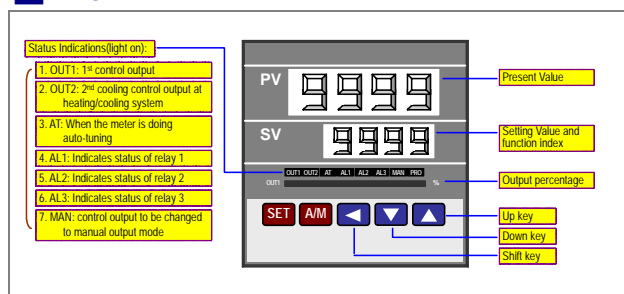 Status Indications(light on):
1. OUT1: 1st control output
2. OUT2: 2nd cooling control output at
heating/cooling system
3. AT: When the meter is doing
auto-tuning
4. AL1: Indicates status of relay 1
5. AL2: Indicates status of relay 2
6. AL3: Indicates status of relay 3
7. MAN: control output to be changed
to manual output mode
PV 9999
SV 9999
OUT1 OUT2 AT AL1 AL2 AL3 MAN PRO
OUT1 %
SET A/M
Present Value
Setting Value and
function index
Output percentage
Up key
Down key
Shift key